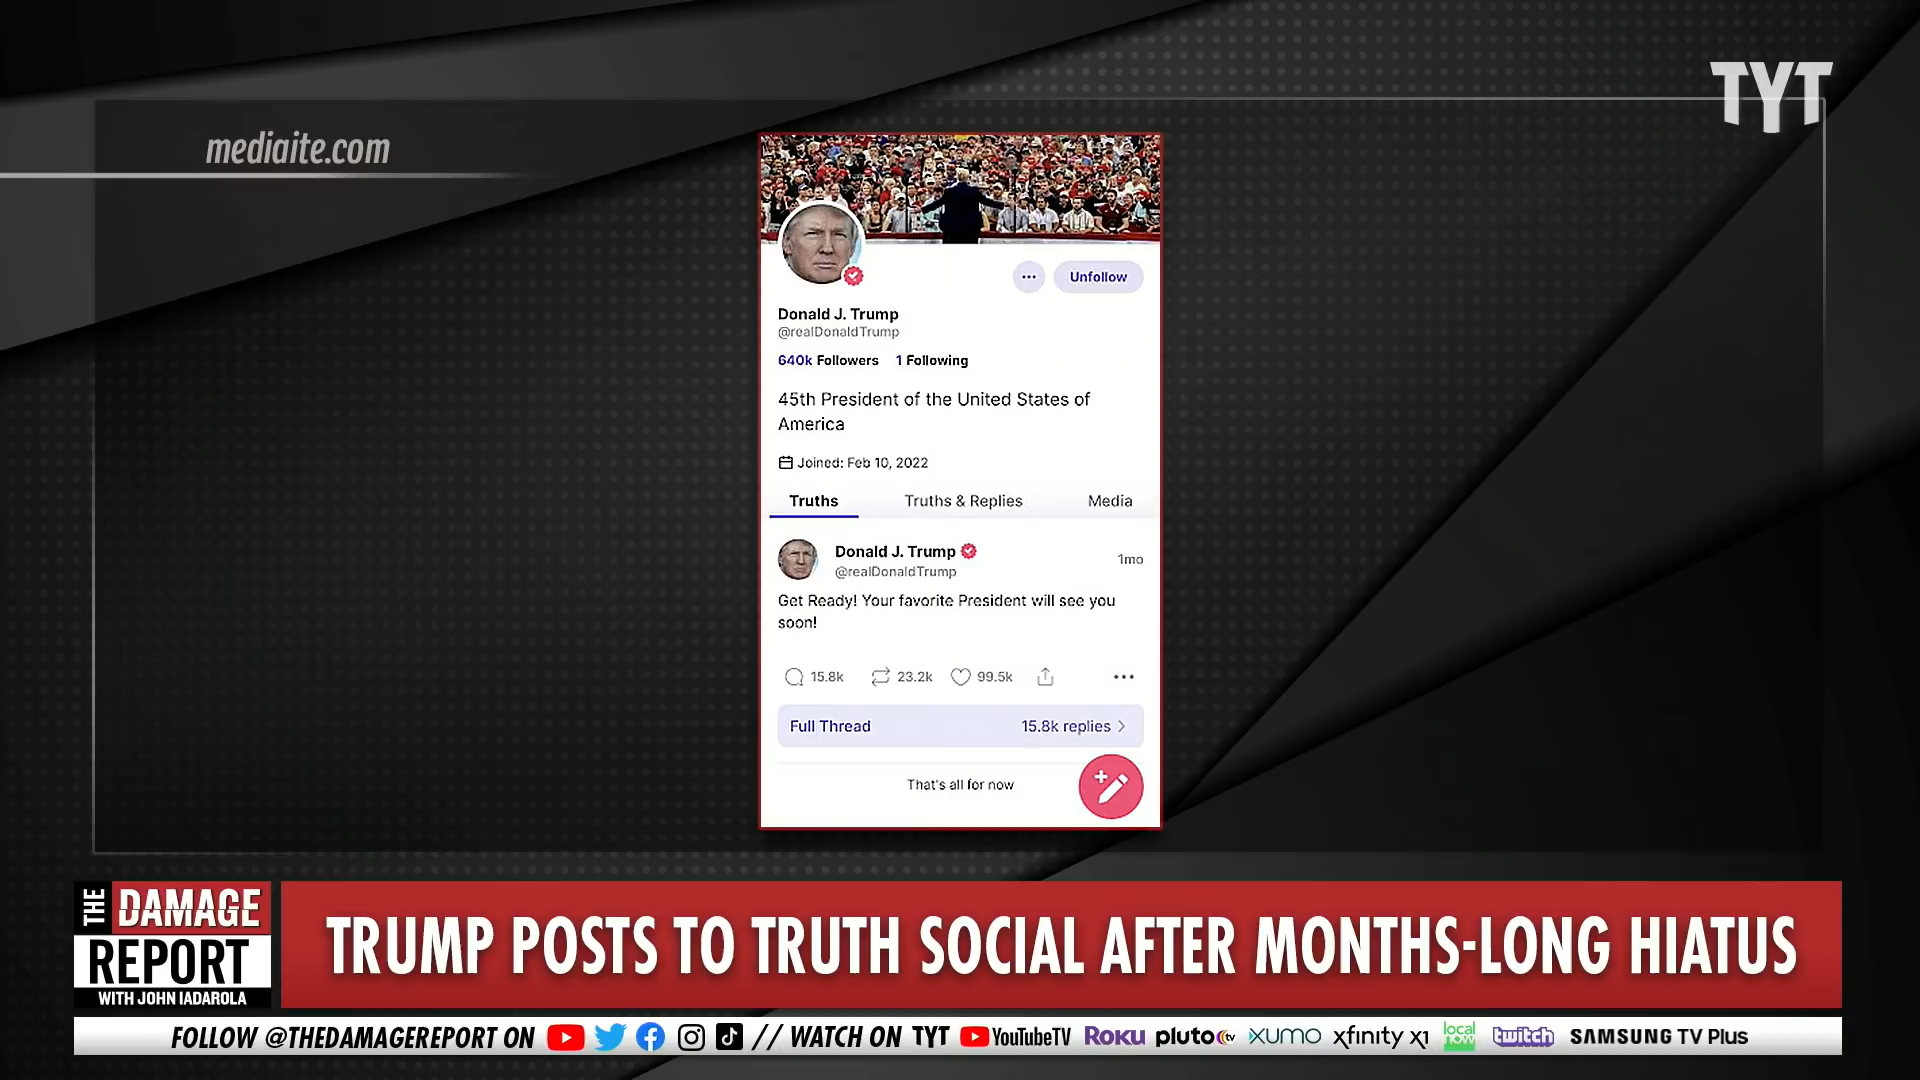 TYT
mediaite.com
Unfollow
Donald J. Trump
@realDonaldTrump
640k Followers 1 Following
45th President of the United States of
America
Joined: Feb 10, 2022
Truths Truths & Replies Media
Donald J. Trump
@realDonaldTrump
1mo
Get Ready! Your favorite President will see you
soon!
15.8k 23.2k 99.5k
Full Thread 15.8k replies
That's all for now
THE DAMAGE
REPORT
WITH JOHN IADAROLA
TRUMP POSTS TO TRUTH SOCIAL AFTER MONTHS-LONG HIATUS
FOLLOW @THEDAMAGEREPORT ON // WATCH ON TYT YouTubeTV ROKU pluto tv XUMO xfinity X1 local now twitch SAMSUNG TV Plus